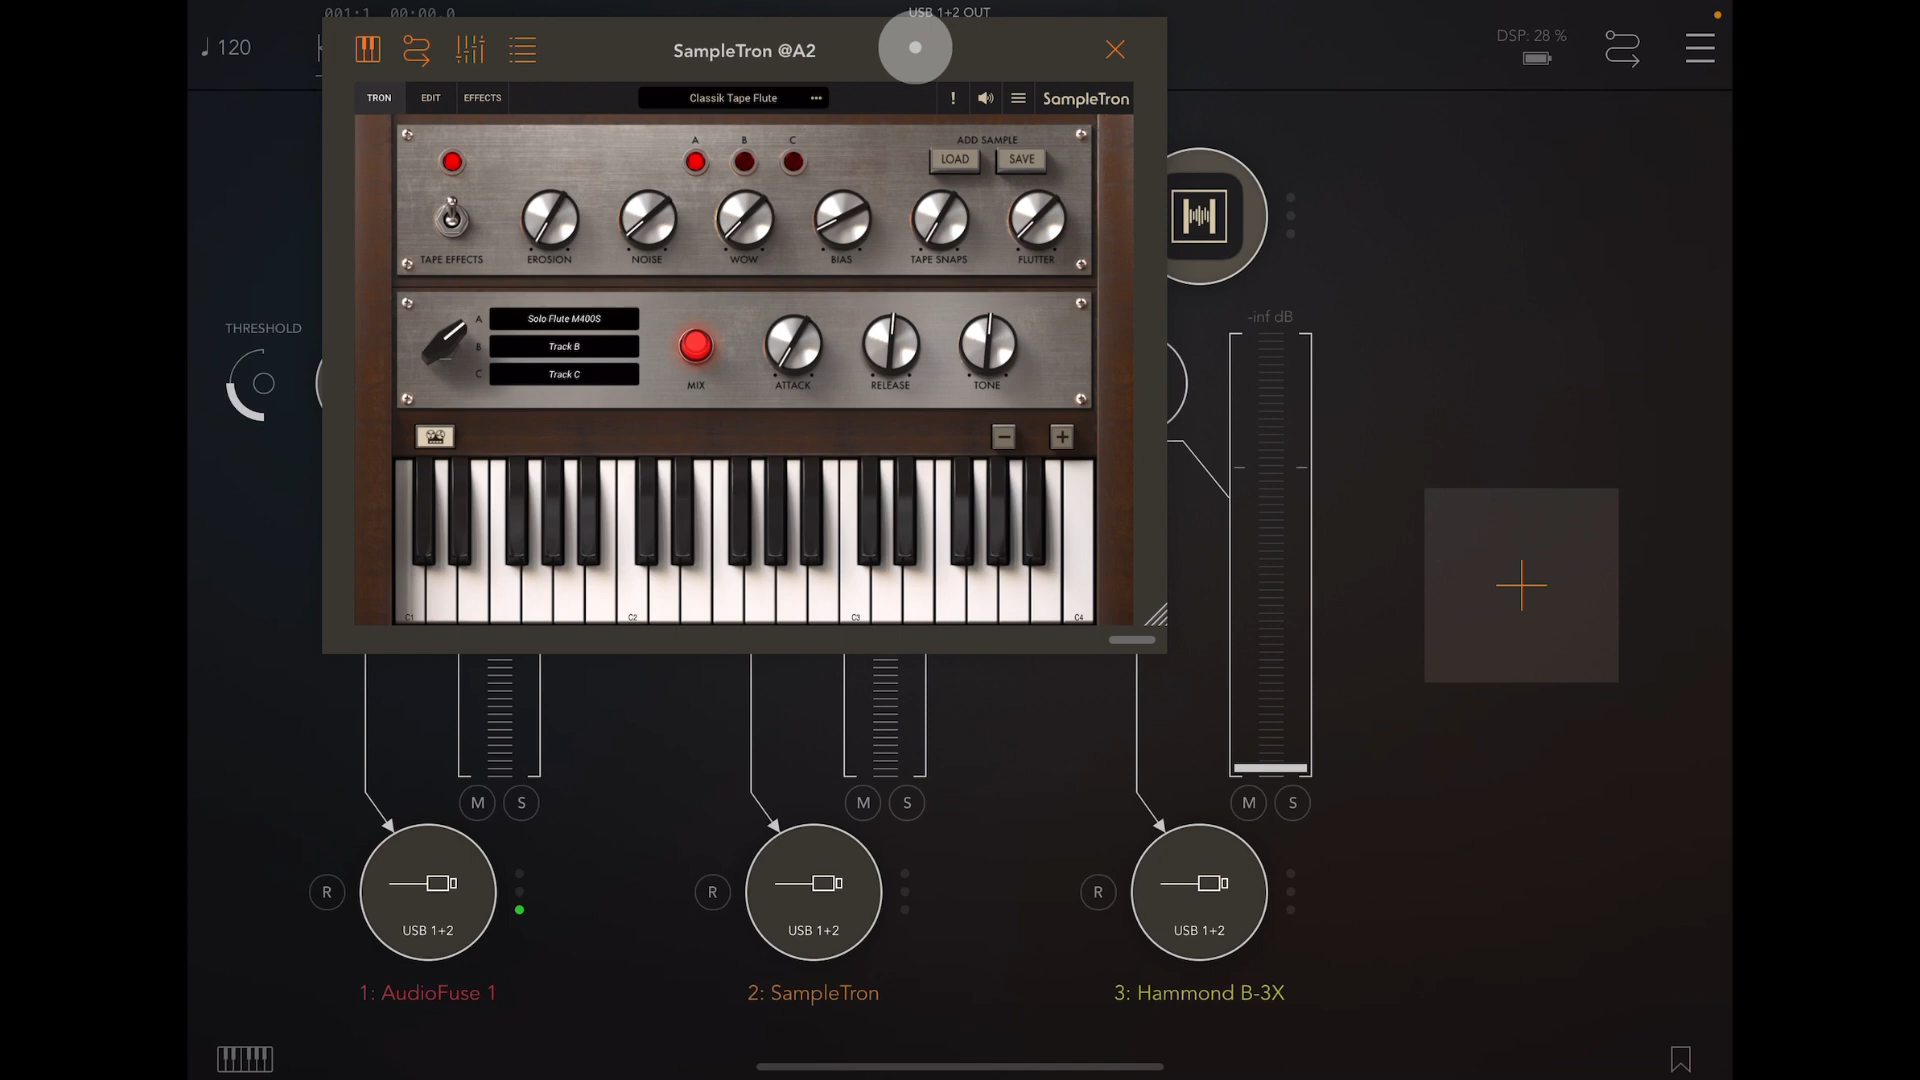 001:1 00:00.0
USB 1+2 OUT
120
SampleTron @A2
DSP: 28 %
TRON
EDIT
EFFECTS
Classik Tape Flute
•••
!
SampleTron
A
B
C
ADD SAMPLE
LOAD
SAVE
TAPE EFFECTS
EROSION
NOISE
WOW
BIAS
TAPE SNAPS
FLUTTER
THRESHOLD
-inf dB
A
Solo Flute M400S
B
Track B
C
Track C
MIX
ATTACK
RELEASE
TONE
C1
C2
C3
C4
M
S
M
S
M
S
R
USB 1+2
R
USB 1+2
R
USB 1+2
1: AudioFuse 1
2: SampleTron
3: Hammond B-3X